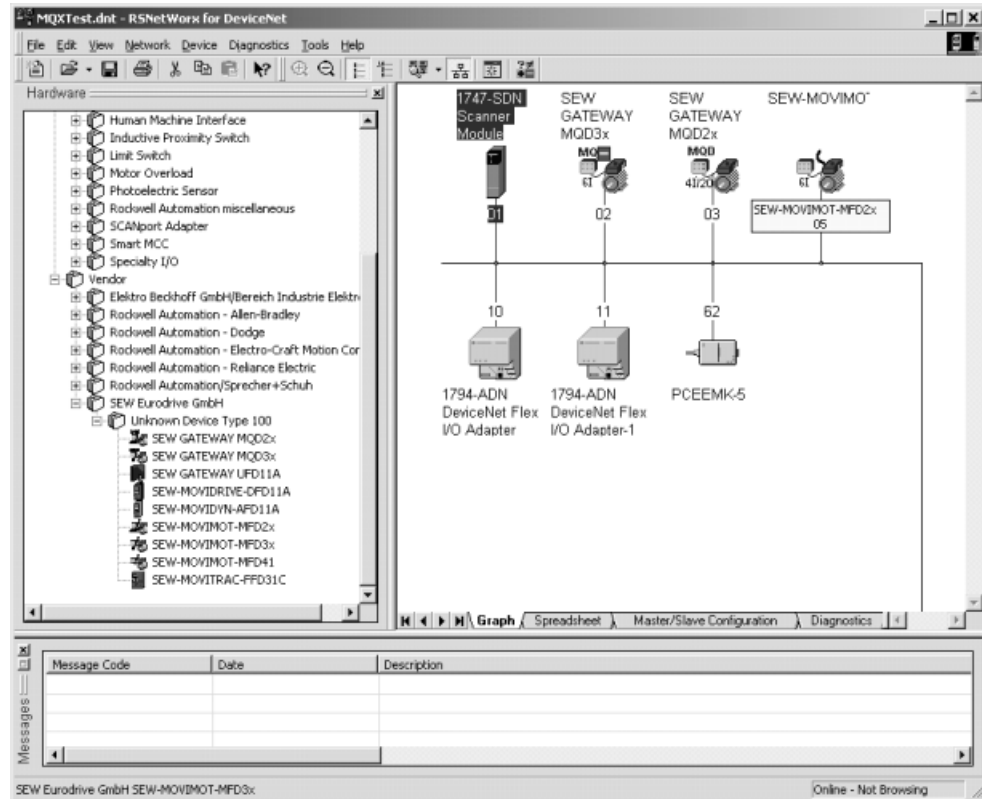 MQXTest.dnt - RSNetWorx for DeviceNet
File Edit View Network Device Diagnostics Tools Help
Hardware
Human Machine Interface
Inductive Proximity Switch
Limit Switch
Motor Overload
Photoelectric Sensor
Rockwell Automation miscellaneous
SCANport Adapter
Smart MCC
Specialty I/O
Vendor
Elektro Beckhoff GmbH/Bereich Industrie Elektr
Rockwell Automation - Allen-Bradley
Rockwell Automation - Dodge
Rockwell Automation - Electro-Craft Motion Cor
Rockwell Automation - Reliance Electric
Rockwell Automation/Sprecher+Schuh
SEW Eurodrive GmbH
Unknown Device Type 100
SEW GATEWAY MQD2x
SEW GATEWAY MQD3x
SEW GATEWAY UFD11A
SEW-MOVIDRIVE-DFD11A
SEW-MOVIDYN-AFD11A
SEW-MOVIMOT-MFD2x
SEW-MOVIMOT-MFD3x
SEW-MOVIMOT-MFD41
SEW-MOVITRAC-FFD31C
1747-SDN
Scanner
Module
01
SEW
GATEWAY
MQD3x
6I
02
SEW
GATEWAY
MQD2x
MQD
4I/2O
03
SEW-MOVIMO
6I
SEW-MOVIMOT-MFD2x
05
10
1794-ADN
DeviceNet Flex
I/O Adapter
11
1794-ADN
DeviceNet Flex
I/O Adapter-1
62
PCEEMK-5
Graph Spreadsheet Master/Slave Configuration Diagnostics
Messages
Message Code Date Description
SEW Eurodrive GmbH SEW-MOVIMOT-MFD3x Online - Not Browsing